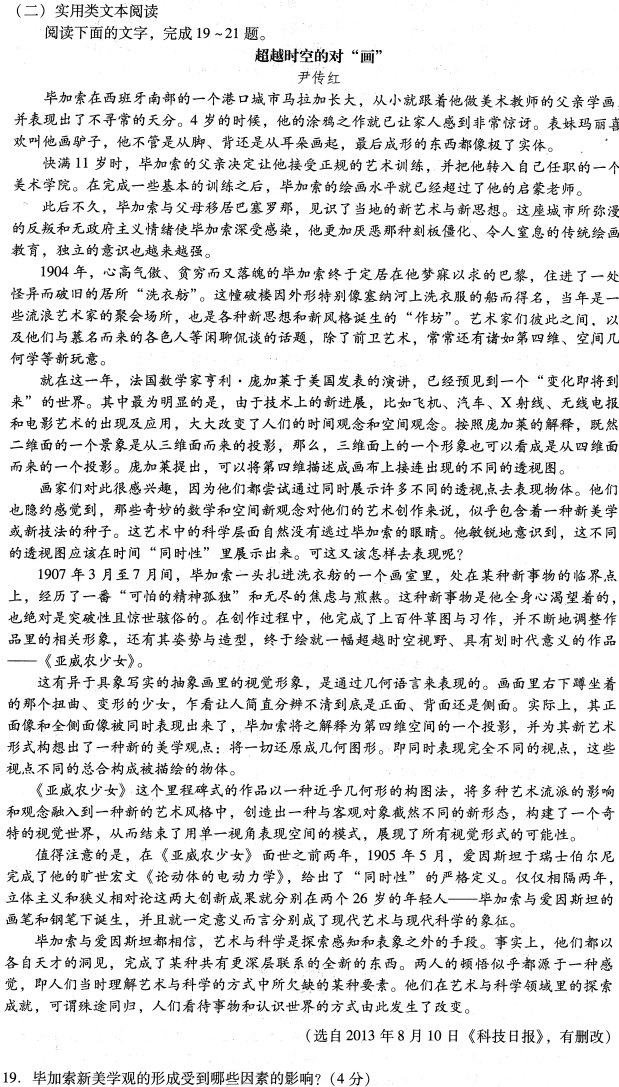 （二）实用类文本阅读
阅读下面的文字，完成19~21题。
超越时空的对“画”
尹传红
毕加索在西班牙南部的一个港口城市马拉加长大，从小就跟着他做美术教师的父亲学画，
并表现出了不寻常的天分。4岁的时候，他的涂鸦之作就已让家人感到非常惊讶。表妹玛丽喜
欢叫他画驴子，他不管是从脚、背还是从耳朵画起，最后成形的东西都像极了实体。
快满11岁时，毕加索的父亲决定让他接受正规的艺术训练，并把他转入自己任职的一个
美术学院。在完成一些基本的训练之后，毕加索的绘画水平就已经超过了他的启蒙老师。
此后不久，毕加索与父母移居巴塞罗那，见识了当地的新艺术与新思想。这座城市所弥漫
的反叛和无政府主义情绪使毕加索深受感染，他更加厌恶那种刻板僵化、令人窒息的传统绘画
教育，独立的意识也越来越强。
1904年，心高气傲、贫穷而又落魄的毕加索终于定居在他梦寐以求的巴黎，住进了一处
怪异而破旧的居所“洗衣舫”。这幢破楼因外形特别像塞纳河上洗衣服的船而得名，当年是一
些流浪艺术家的聚会场所，也是各种新思想和新风格诞生的“作坊”。艺术家们彼此之间，以
及他们与慕名而来的各色人等闲聊侃谈的话题，除了前卫艺术，常常还有诸如第四维、空间几
何学等新玩意。
就在这一年，法国数学家亨利·庞加莱于美国发表的演讲，已经预见到一个“变化即将到
来”的世界。其中最为明显的是，由于技术上的新进展，比如飞机、汽车、X射线、无线电报
和电影艺术的出现及应用，大大改变了人们的时间观念和空间观念。按照庞加莱的解释，既然
二维面的一个景象是从三维面而来的投影，那么，三维面上的一个形象也可以看成是从四维面
而来的一个投影。庞加莱提出，可以将第四维描述成画布上接连出现的不同的透视图。
画家们对此很感兴趣，因为他们都尝试通过同时展示许多不同的透视点去表现物体。他们
也隐约感觉到，那些奇妙的数学和空间新观念对他们的艺术创作来说，似乎包含着一种新美学
或新技法的种子。这艺术中的科学层面自然没有逃过毕加索的眼睛。他敏锐地意识到，这不同
的透视图应该在时间“同时性”里展示出来。可这又该怎样去表现呢？
1907年3月至7月间，毕加索一头扎进洗衣舫的一个画室里，处在某种新事物的临界点
上，经历了一番“可怕的精神孤独”和无尽的焦虑与煎熬。这种新事物是他全身心渴望着的，
也绝对是突破性且惊世骇俗的。在创作过程中，他完成了上百件草图与习作，并不断地调整作
品里的相关形象，还有其姿势与造型，终于绘就一幅超越时空视野、具有划时代意义的作品
——《亚威农少女》。
这有异于具象写实的抽象画里的视觉形象，是通过几何语言来表现的。画面里右下蹲坐着
的那个扭曲、变形的少女，乍看让人简直分辨不清到底是正面、背面还是侧面。实际上，其正
面像和全侧面像被同时表现出来了，毕加索将之解释为第四维空间的一个投影，并为其新艺术
形式构想出了一种新的美学观点：将一切还原成几何图形。即同时表现完全不同的视点，这些
视点不同的总合构成被描绘的物体。
《亚威农少女》这个里程碑式的作品以一种近乎几何形的构图法，将多种艺术流派的影响
和观念融入到一种新的艺术风格中，创造出一种与客观对象截然不同的新形态，构建了一个奇
特的视觉世界，从而结束了用单一视角表现空间的模式，展现了所有视觉形式的可能性。
值得注意的是，在《亚威农少女》面世之前两年，1905年5月，爱因斯坦于瑞士伯尔尼
完成了他的旷世宏文《论动体的电动力学》，给出了“同时性”的严格定义。仅仅相隔两年，
立体主义和狭义相对论这两大创新成果就分别在两个26岁的年轻人——毕加索与爱因斯坦的
画笔和钢笔下诞生，并且就一定意义而言分别成了现代艺术与现代科学的象征。
毕加索与爱因斯坦都相信，艺术与科学是探索感知和表象之外的手段。事实上，他们都以
各自天才的洞见，完成了某种共有更深层联系的全新的东西。两人的顿悟似乎都源于一种感
觉，即人们当时理解艺术与科学的方式中所欠缺的某种要素。他们在艺术与科学领域里的探索
成就，可谓殊途同归，人们看待事物和认识世界的方式由此发生了改变。
（选自2013年8月10日《科技日报》，有删改）
19．毕加索新美学观的形成受到哪些因素的影响？（4分）